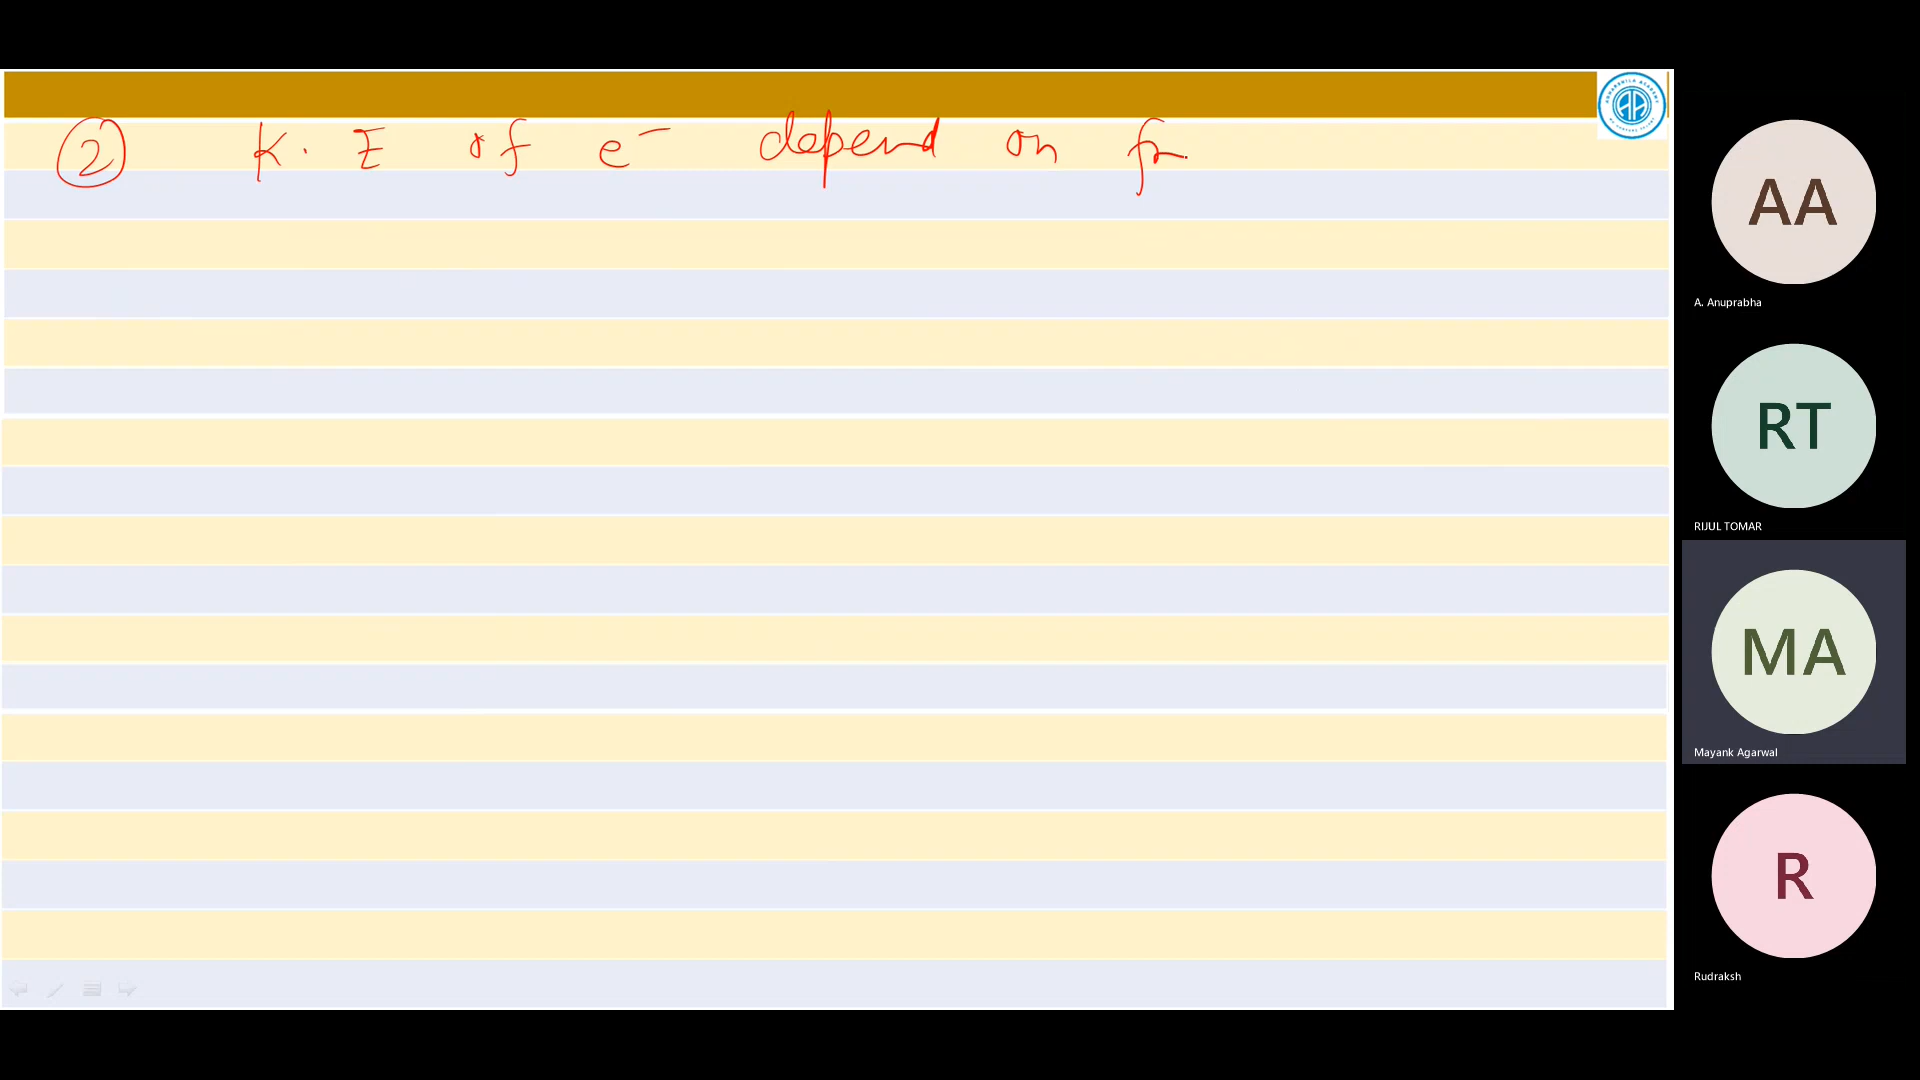 ② K.E of e⁻ depend on fr
AA
A. Anuprabha
RT
RIJUL TOMAR
MA
Mayank Agarwal
R
Rudraksh